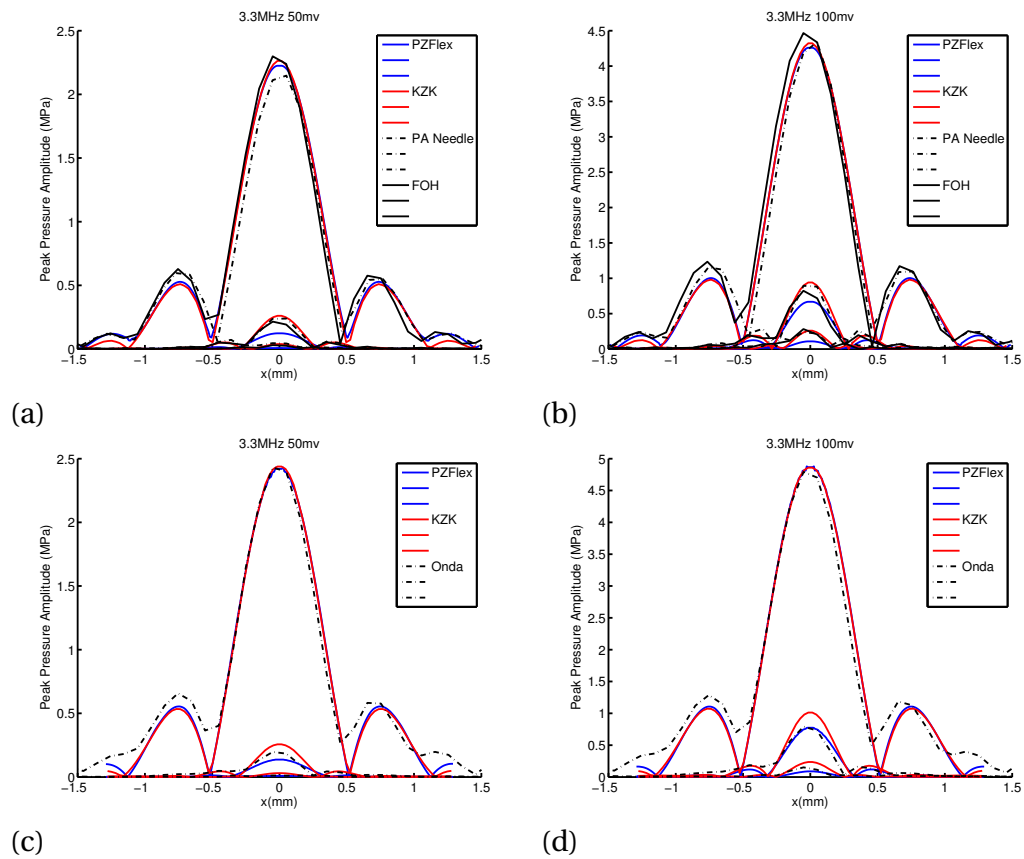 3.3MHz 50mv
Peak Pressure Amplitude (MPa)
2.5
2
1.5
1
0.5
0
−1.5 −1 −0.5 0 0.5 1 1.5
x(mm)
PZFlex
KZK
PA Needle
FOH
(a)
3.3MHz 100mv
Peak Pressure Amplitude (MPa)
4.5
4
3.5
3
2.5
2
1.5
1
0.5
0
−1.5 −1 −0.5 0 0.5 1 1.5
x(mm)
PZFlex
KZK
PA Needle
FOH
(b)
3.3MHz 50mv
Peak Pressure Amplitude (MPa)
2.5
2
1.5
1
0.5
0
−1.5 −1 −0.5 0 0.5 1 1.5
x(mm)
PZFlex
KZK
Onda
(c)
3.3MHz 100mv
Peak Pressure Amplitude (MPa)
5
4.5
4
3.5
3
2.5
2
1.5
1
0.5
0
−1.5 −1 −0.5 0 0.5 1 1.5
x(mm)
PZFlex
KZK
Onda
(d)